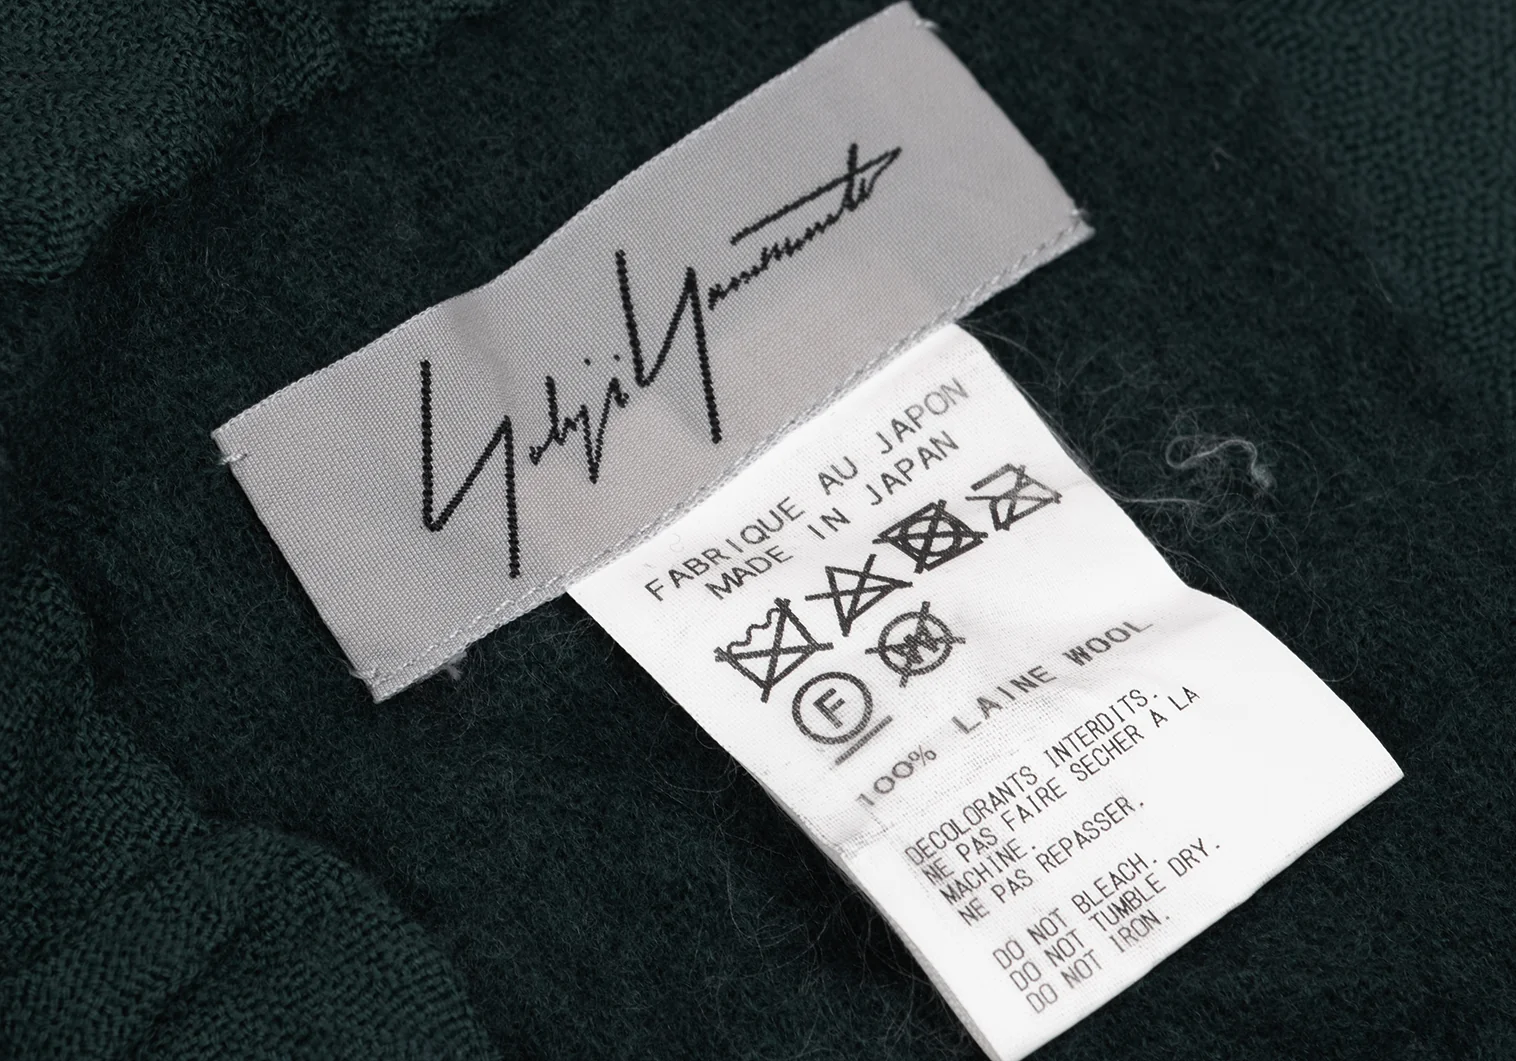 Yohji Yamamoto
FABRIQUE AU JAPON
MADE IN JAPAN
F
W
100% LAINE WOOL
DECOLORANTS INTERDITS.
NE PAS FAIRE SECHER A LA
MACHINE.
NE PAS REPASSER.
DO NOT BLEACH.
DO NOT TUMBLE DRY.
DO NOT IRON.